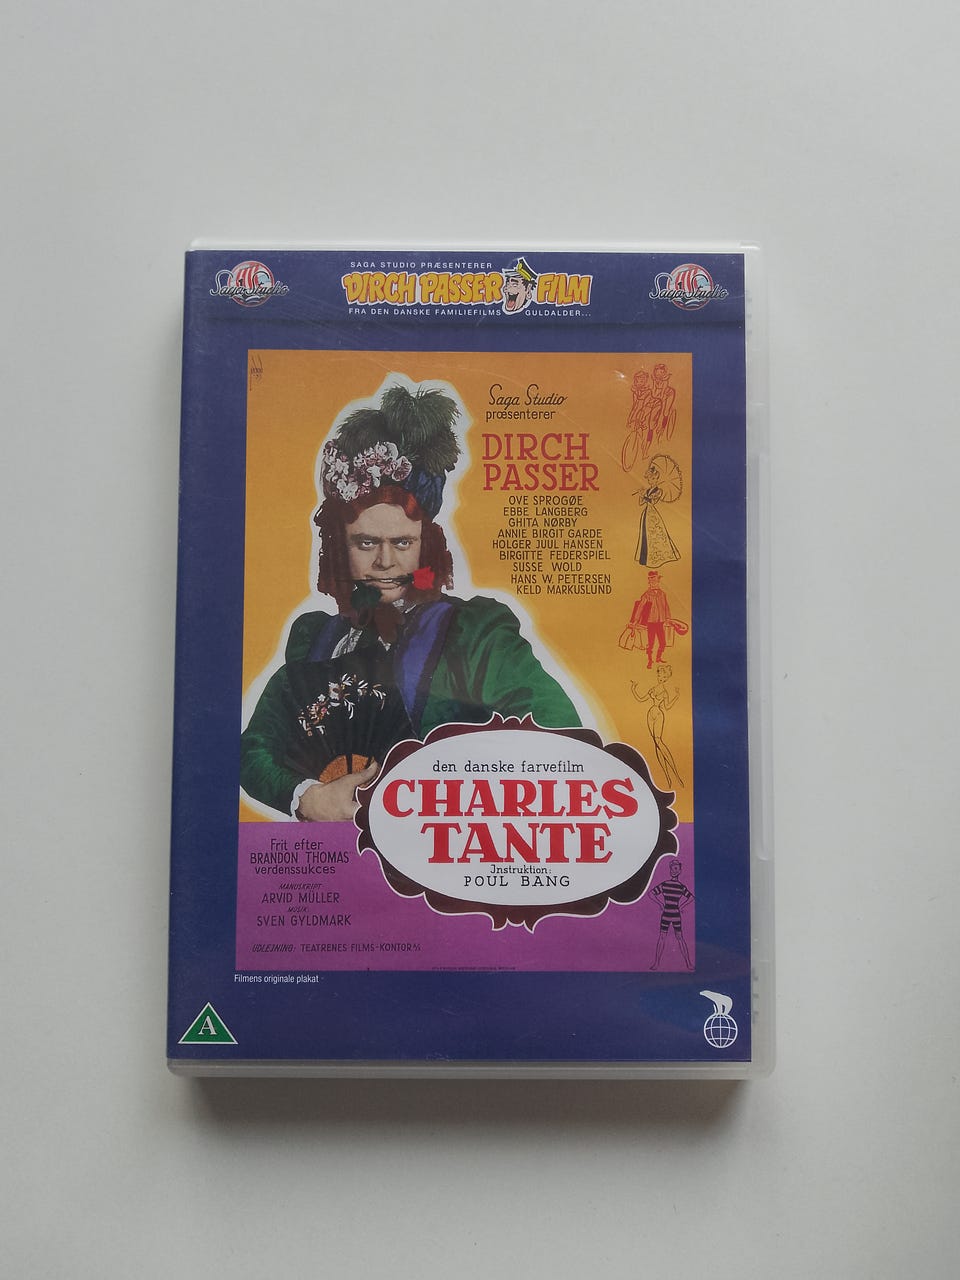 SAGA STUDIO PRÆSENTERER
Saga Studio
DIRCH PASSER FILM
Saga Studio
FRA DEN DANSKE FAMILIEFILMS GULDALDER...
Saga Studio
præsenterer
DIRCH
PASSER
OVE SPROGØE
EBBE LANGBERG
GHITA NØRBY
ANNIE BIRGIT GARDE
HOLGER JUUL HANSEN
BIRGITTE FEDERSPIEL
SUSSE WOLD
HANS W. PETERSEN
KELD MARKUSLUND
den danske farvefilm
CHARLES
TANTE
Instruktion:
POUL BANG
Frit efter
BRANDON THOMAS'
verdenssukces
MANUSKRIPT:
ARVID MÜLLER
MUSIK:
SVEN GYLDMARK
UDLEJNING: TEATRENES FILMS-KONTOR A/S
Filmens originale plakat
A